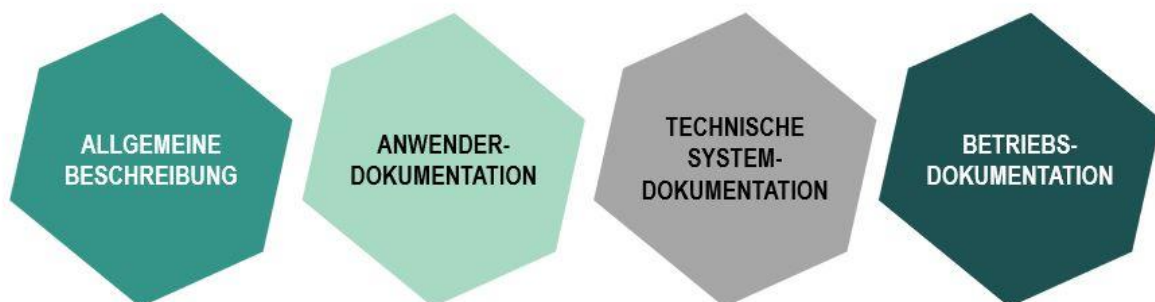 ALLGEMEINE
BESCHREIBUNG
ANWENDER-
DOKUMENTATION
TECHNISCHE
SYSTEM-
DOKUMENTATION
BETRIEBS-
DOKUMENTATION